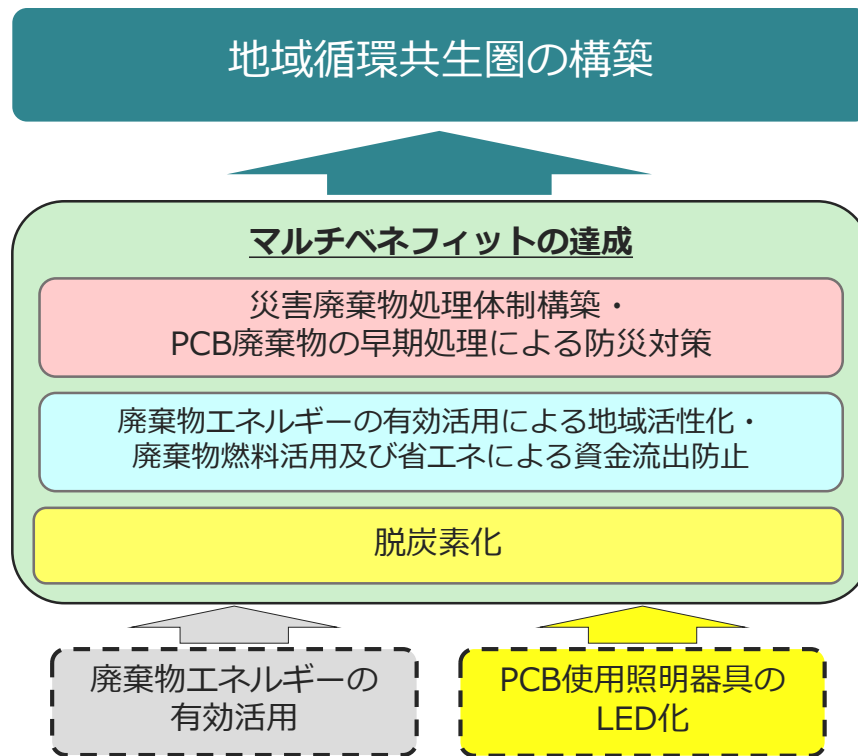 地域循環共生圏の構築
マルチベネフィットの達成
災害廃棄物処理体制構築・
PCB廃棄物の早期処理による防災対策
廃棄物エネルギーの有効活用による地域活性化・
廃棄物燃料活用及び省エネによる資金流出防止
脱炭素化
廃棄物エネルギーの
有効活用
PCB使用照明器具の
LED化